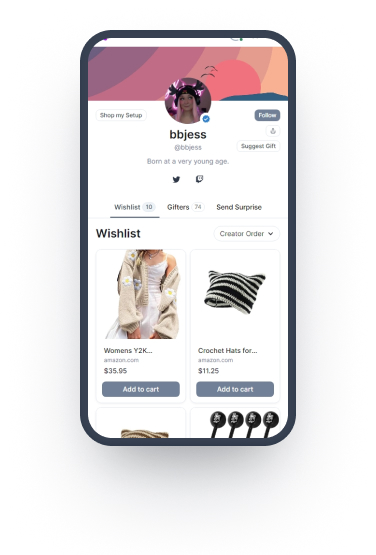 Shop my Setup
Follow
bbjess
@bbjess
Suggest Gift
Born at a very young age.
Wishlist 10 Gifters 74 Send Surprise
Wishlist
Creator Order
Womens Y2K...
amazon.com
$35.95
Add to cart
Crochet Hats for...
amazon.com
$11.25
Add to cart